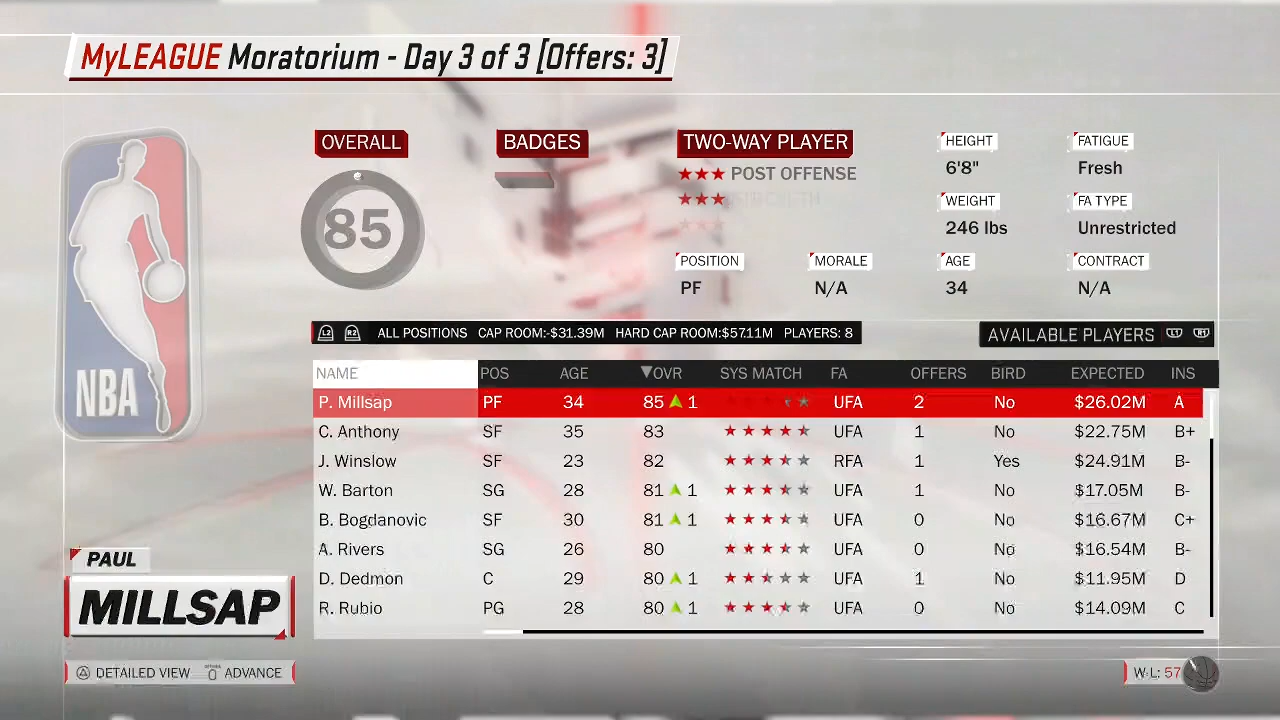 MyLEAGUE Moratorium - Day 3 of 3 [Offers: 3]
OVERALL
85
BADGES
TWO-WAY PLAYER
★★★ POST OFFENSE
★★★
HEIGHT
6'8"
FATIGUE
Fresh
WEIGHT
246 lbs
FA TYPE
Unrestricted
POSITION
PF
MORALE
N/A
AGE
34
CONTRACT
N/A
NBA
L2 R2 ALL POSITIONS CAP ROOM:-$31.39M HARD CAP ROOM:$57.11M PLAYERS: 8
AVAILABLE PLAYERS L1 R1
NAME POS AGE ▼OVR SYS MATCH FA OFFERS BIRD EXPECTED INS
P. Millsap PF 34 85 ▲ 1 UFA 2 No $26.02M A
C. Anthony SF 35 83 UFA 1 No $22.75M B+
J. Winslow SF 23 82 RFA 1 Yes $24.91M B-
W. Barton SG 28 81 ▲ 1 UFA 1 No $17.05M B-
B. Bogdanovic SF 30 81 ▲ 1 UFA 0 No $16.67M C+
A. Rivers SG 26 80 UFA 0 No $16.54M B-
D. Dedmon C 29 80 ▲ 1 UFA 1 No $11.95M D
R. Rubio PG 28 80 ▲ 1 UFA 0 No $14.09M C
PAUL
MILLSAP
DETAILED VIEW OPTIONS ADVANCE
W-L: 57